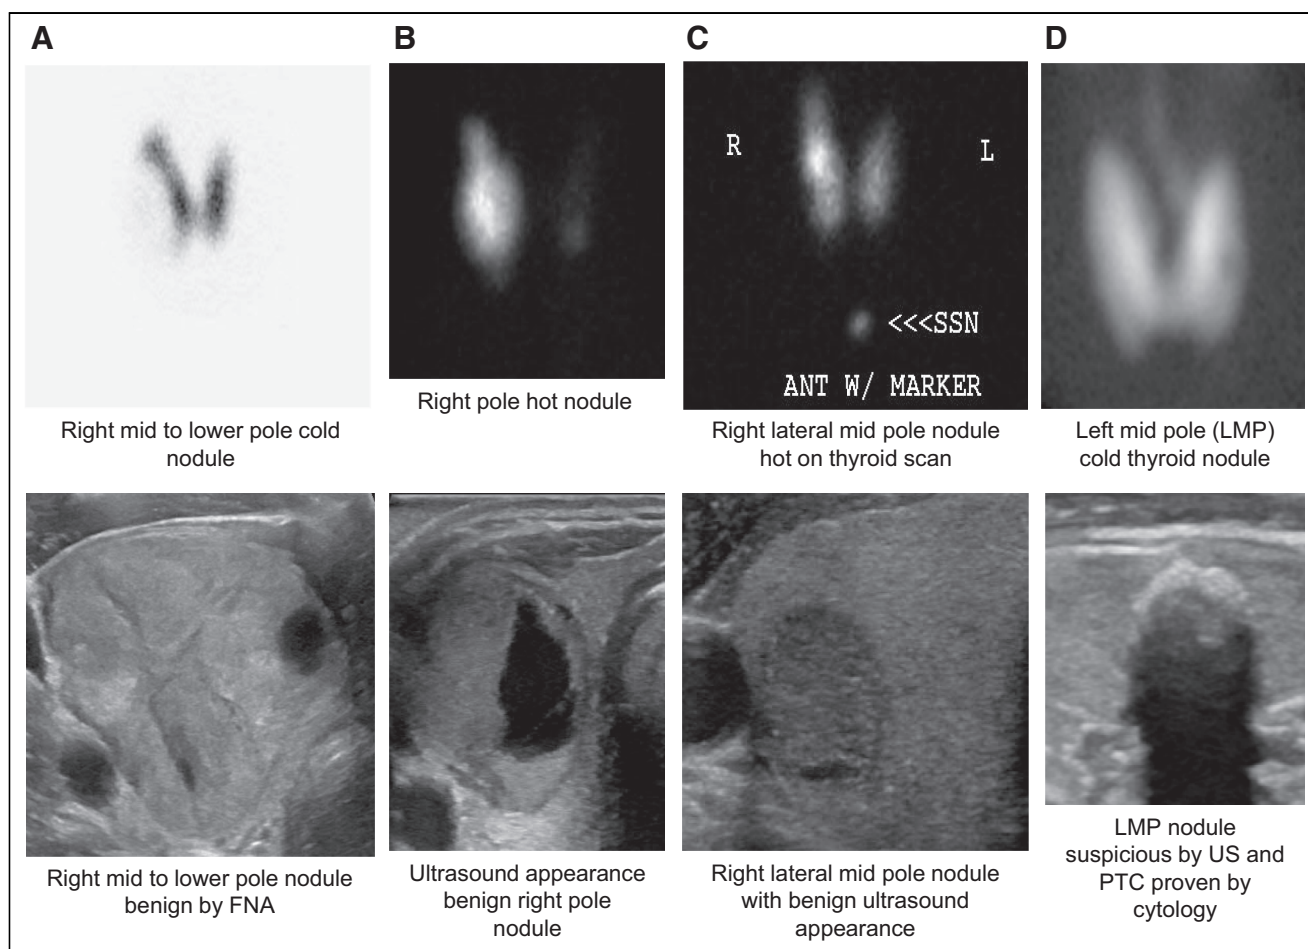 A
B
C
D
R
L
<<<SSN
ANT W/ MARKER
Right mid to lower pole cold
nodule
Right pole hot nodule
Right lateral mid pole nodule
hot on thyroid scan
Left mid pole (LMP)
cold thyroid nodule
Right mid to lower pole nodule
benign by FNA
Ultrasound appearance
benign right pole
nodule
Right lateral mid pole nodule
with benign ultrasound
appearance
LMP nodule
suspicious by US and
PTC proven by
cytology